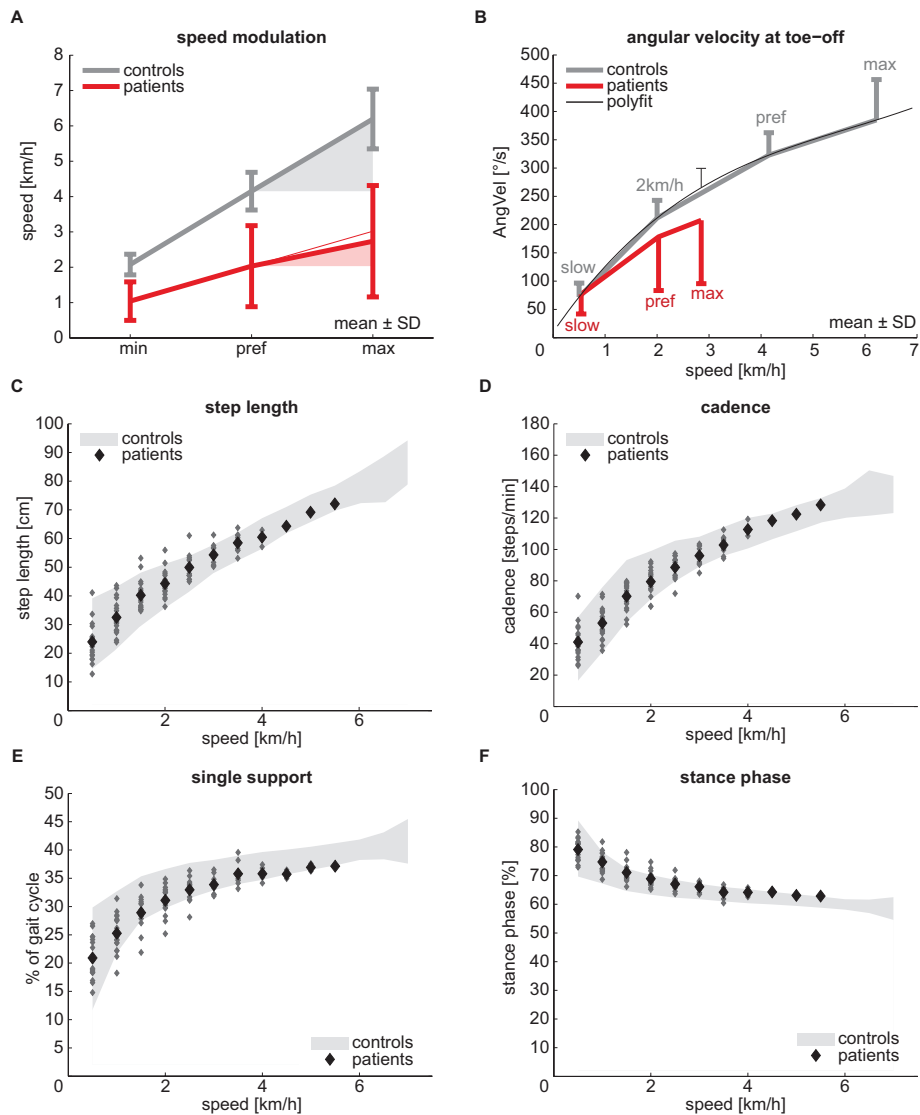 A
speed modulation
controls
patients
speed [km/h]
8
7
6
5
4
3
2
1
0
min
pref
max
mean ± SD
B
angular velocity at toe−off
controls
patients
polyfit
AngVel [°/s]
500
450
400
350
300
250
200
150
100
50
slow
2km/h
pref
max
slow
pref
max
mean ± SD
0
1
2
3
4
5
6
7
speed [km/h]
C
step length
controls
patients
step length [cm]
100
90
80
70
60
50
40
30
20
10
0
2
4
6
speed [km/h]
D
cadence
controls
patients
cadence [steps/min]
180
160
140
120
100
80
60
40
20
0
2
4
6
speed [km/h]
E
single support
% of gait cycle
50
45
40
35
30
25
20
15
10
5
controls
patients
0
2
4
6
speed [km/h]
F
stance phase
stance phase [%]
100
90
80
70
60
50
40
30
20
10
controls
patients
0
2
4
6
speed [km/h]